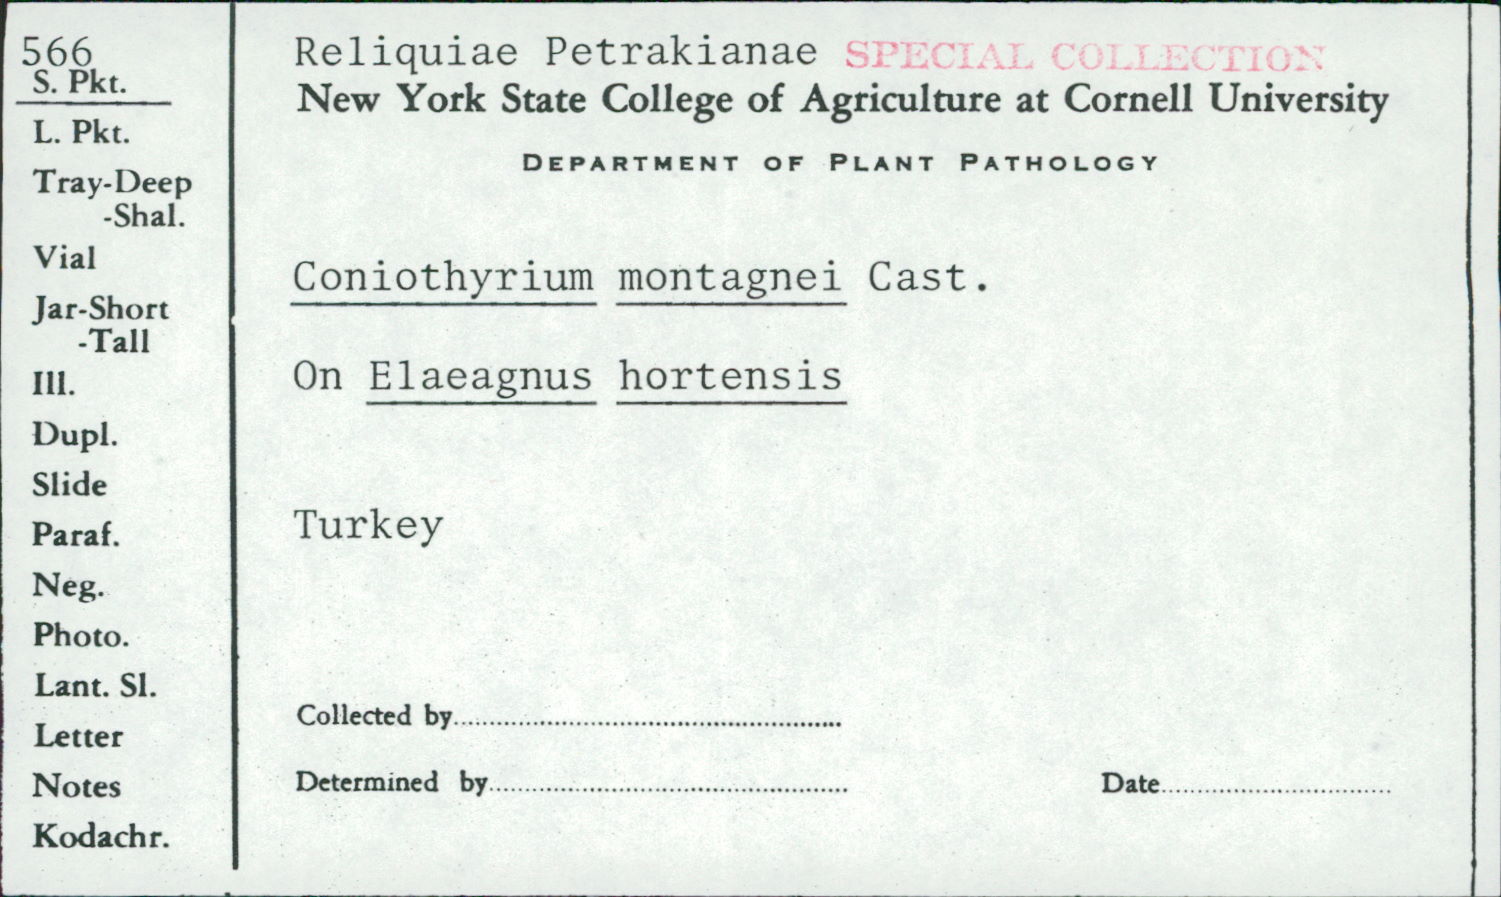 566
S. Pkt.
L. Pkt.
Tray-Deep
-Shal.
Vial
Jar-Short
-Tall
Ill.
Dupl.
Slide
Paraf.
Neg.
Photo.
Lant. Sl.
Letter
Notes
Kodachr.
Reliquiae Petrakianae SPECIAL COLLECTION
New York State College of Agriculture at Cornell University
DEPARTMENT OF PLANT PATHOLOGY
Coniothyrium montagnei Cast.
On Elaeagnus hortensis
Turkey
Collected by
Determined by
Date